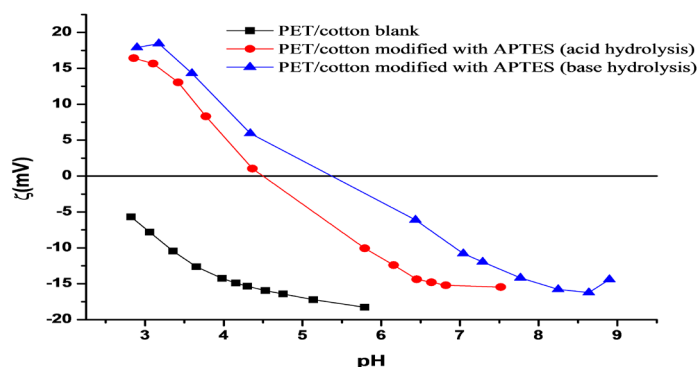 PET/cotton blank
PET/cotton modified with APTES (acid hydrolysis)
PET/cotton modified with APTES (base hydrolysis)
20
15
10
5
0
-5
-10
-15
-20
ζ(mV)
3 4 5 6 7 8 9
pH